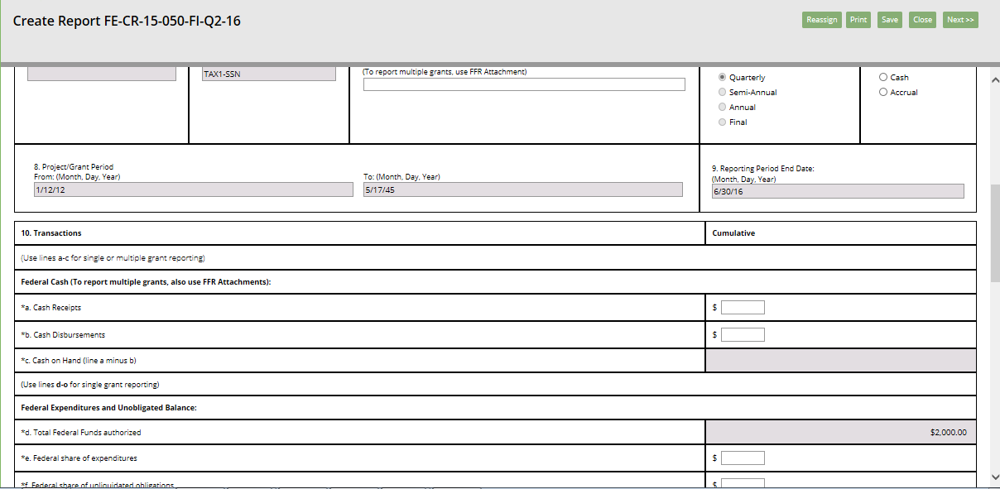 Create Report FE-CR-15-050-FI-Q2-16
Reassign Print Save Close Next >>
TAX1-SSN
(To report multiple grants, use FFR Attachment)
Quarterly
Semi-Annual
Annual
Final
Cash
Accrual
8. Project/Grant Period
From: (Month, Day, Year)
1/12/12
To: (Month, Day, Year)
5/17/45
9. Reporting Period End Date:
(Month, Day, Year)
6/30/16
10. Transactions Cumulative
(Use lines a-c for single or multiple grant reporting)
Federal Cash (To report multiple grants, also use FFR Attachments):
*a. Cash Receipts $
*b. Cash Disbursements $
*c. Cash on Hand (line a minus b)
(Use lines d-o for single grant reporting)
Federal Expenditures and Unobligated Balance:
*d. Total Federal Funds authorized $2,000.00
*e. Federal share of expenditures $
*f. Federal share of unliquidated obligations $